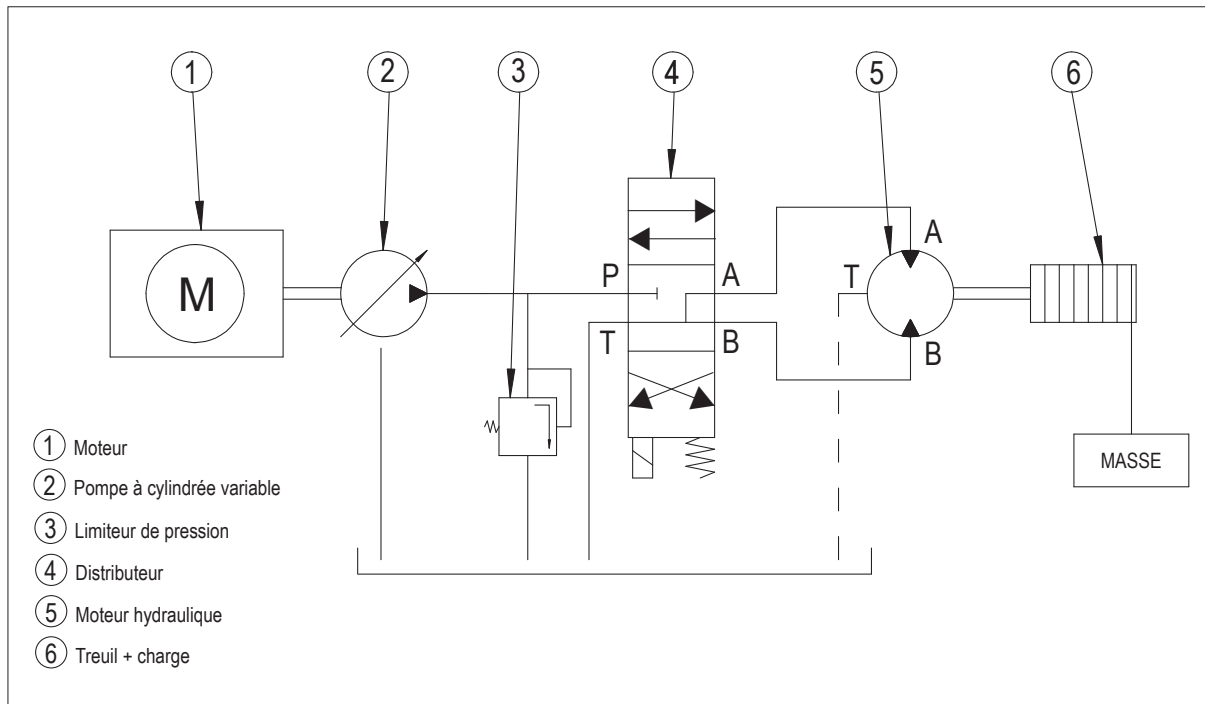 1
2
3
4
5
6
M
P
A
T
B
A
T
B
MASSE
1 Moteur
2 Pompe à cylindrée variable
3 Limiteur de pression
4 Distributeur
5 Moteur hydraulique
6 Treuil + charge